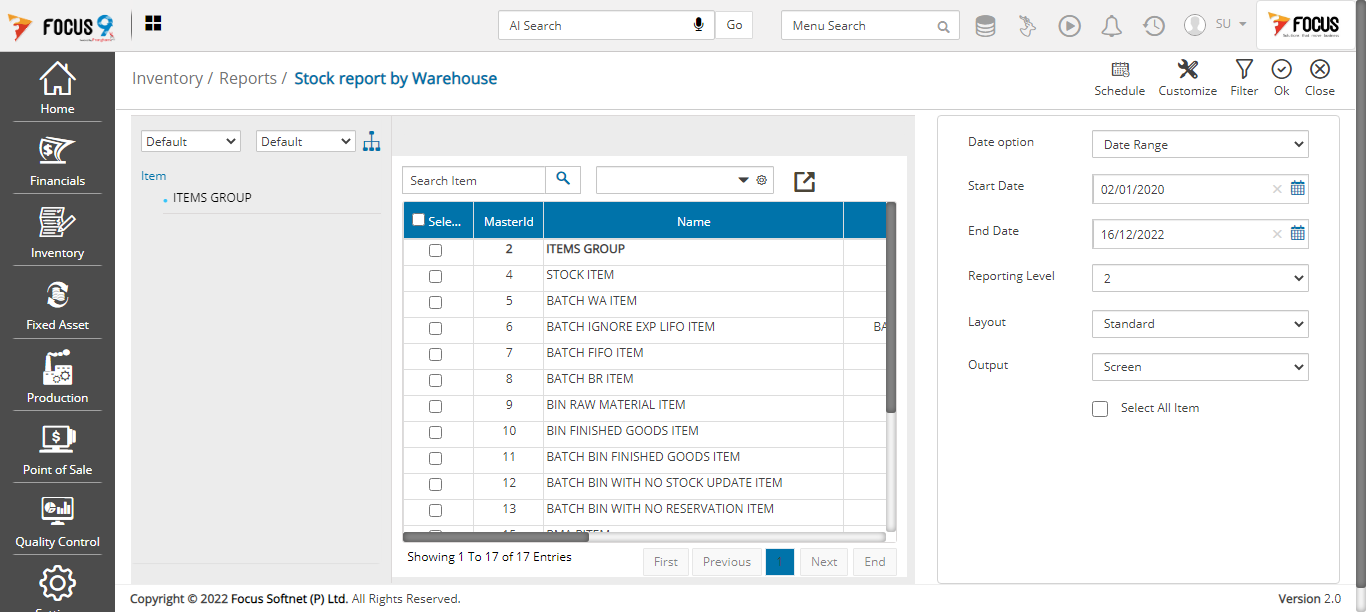 FOCUS 9
AI Search
Go
Menu Search
SU
FOCUS
Home
Financials
Inventory
Fixed Asset
Production
Point of Sale
Quality Control
Inventory / Reports / Stock report by Warehouse
Schedule
Customize
Filter
Ok
Close
Default
Default
Item
ITEMS GROUP
Search Item
Sele... MasterId Name
2 ITEMS GROUP
4 STOCK ITEM
5 BATCH WA ITEM
6 BATCH IGNORE EXP LIFO ITEM BA
7 BATCH FIFO ITEM
8 BATCH BR ITEM
9 BIN RAW MATERIAL ITEM
10 BIN FINISHED GOODS ITEM
11 BATCH BIN FINISHED GOODS ITEM
12 BATCH BIN WITH NO STOCK UPDATE ITEM
13 BATCH BIN WITH NO RESERVATION ITEM
Showing 1 To 17 of 17 Entries
First Previous 1 Next End
Date option Date Range
Start Date 02/01/2020
End Date 16/12/2022
Reporting Level 2
Layout Standard
Output Screen
Select All Item
Copyright © 2022 Focus Softnet (P) Ltd. All Rights Reserved.
Version 2.0